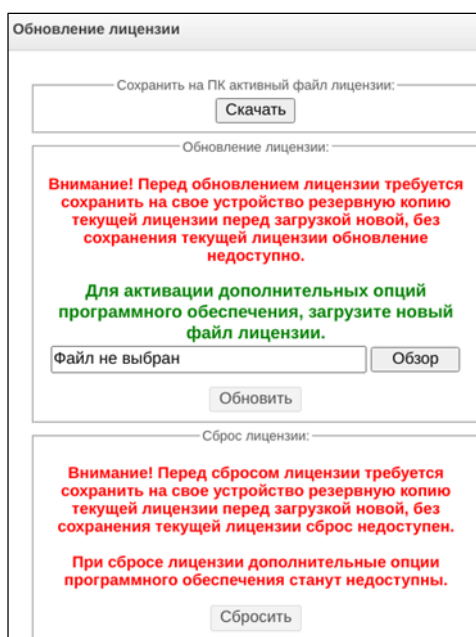 Обновление лицензии
Сохранить на ПК активный файл лицензии:
Скачать
Обновление лицензии:
Внимание! Перед обновлением лицензии требуется
сохранить на свое устройство резервную копию
текущей лицензии перед загрузкой новой, без
сохранения текущей лицензии обновление
недоступно.
Для активации дополнительных опций
программного обеспечения, загрузите новый
файл лицензии.
Файл не выбран
Обзор
Обновить
Сброс лицензии:
Внимание! Перед сбросом лицензии требуется
сохранить на свое устройство резервную копию
текущей лицензии перед загрузкой новой, без
сохранения текущей лицензии сброс недоступен.
При сбросе лицензии дополнительные опции
программного обеспечения станут недоступны.
Сбросить